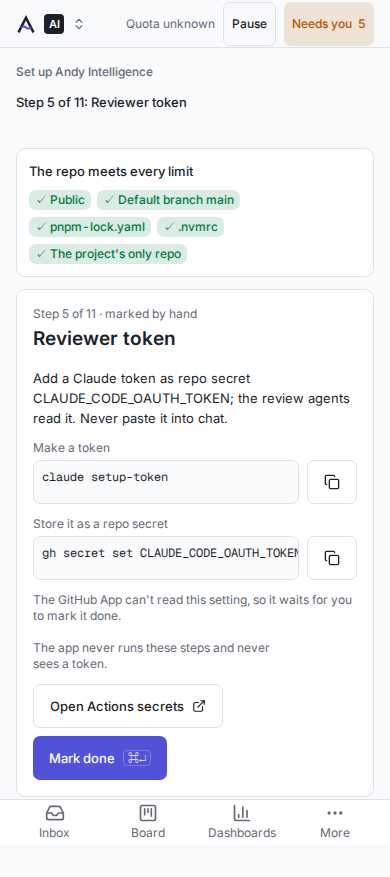 AI
Quota unknown
Pause
Needs you 5
Set up Andy Intelligence
Step 5 of 11: Reviewer token
The repo meets every limit
✓ Public
✓ Default branch main
✓ pnpm-lock.yaml
✓ .nvmrc
✓ The project's only repo
Step 5 of 11 · marked by hand
Reviewer token
Add a Claude token as repo secret
CLAUDE_CODE_OAUTH_TOKEN; the review agents
read it. Never paste it into chat.
Make a token
claude setup-token
Store it as a repo secret
gh secret set CLAUDE_CODE_OAUTH_TOKEN
The GitHub App can't read this setting, so it waits for you
to mark it done.
The app never runs these steps and never
sees a token.
Open Actions secrets
Mark done ⌘↵
Inbox
Board
Dashboards
More